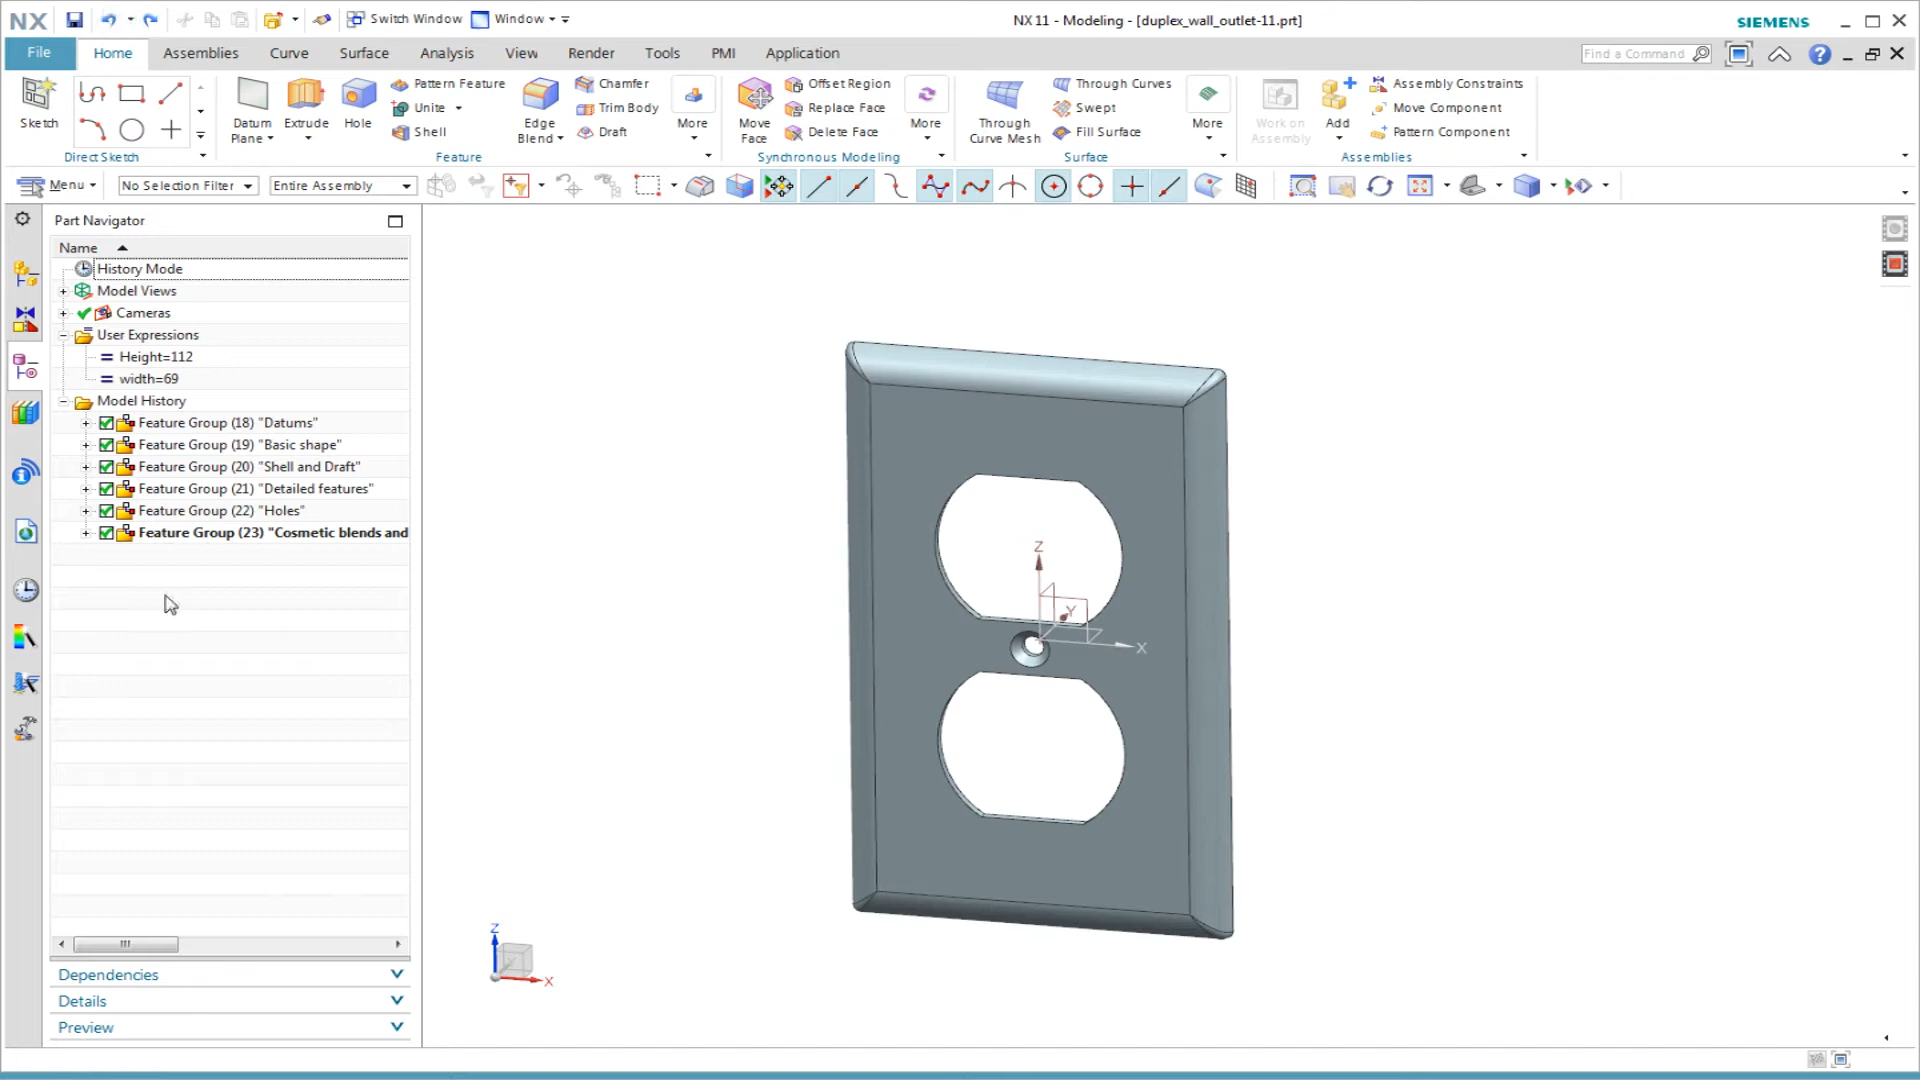 NX
Switch Window
Window
NX 11 - Modeling - [duplex_wall_outlet-11.prt]
SIEMENS
File
Home
Assemblies
Curve
Surface
Analysis
View
Render
Tools
PMI
Application
Find a Command
Sketch
Direct Sketch
Datum Plane
Extrude
Hole
Pattern Feature
Unite
Shell
Edge Blend
Chamfer
Trim Body
Draft
More
Feature
Move Face
Offset Region
Replace Face
Delete Face
More
Synchronous Modeling
Through Curve Mesh
Through Curves
Swept
Fill Surface
More
Surface
Work on Assembly
Add
Assembly Constraints
Move Component
Pattern Component
Assemblies
Menu
No Selection Filter
Entire Assembly
Part Navigator
Name
History Mode
Model Views
Cameras
User Expressions
Height=112
width=69
Model History
Feature Group (18) "Datums"
Feature Group (19) "Basic shape"
Feature Group (20) "Shell and Draft"
Feature Group (21) "Detailed features"
Feature Group (22) "Holes"
Feature Group (23) "Cosmetic blends and
Z
Y
X
Z
X
Dependencies
Details
Preview